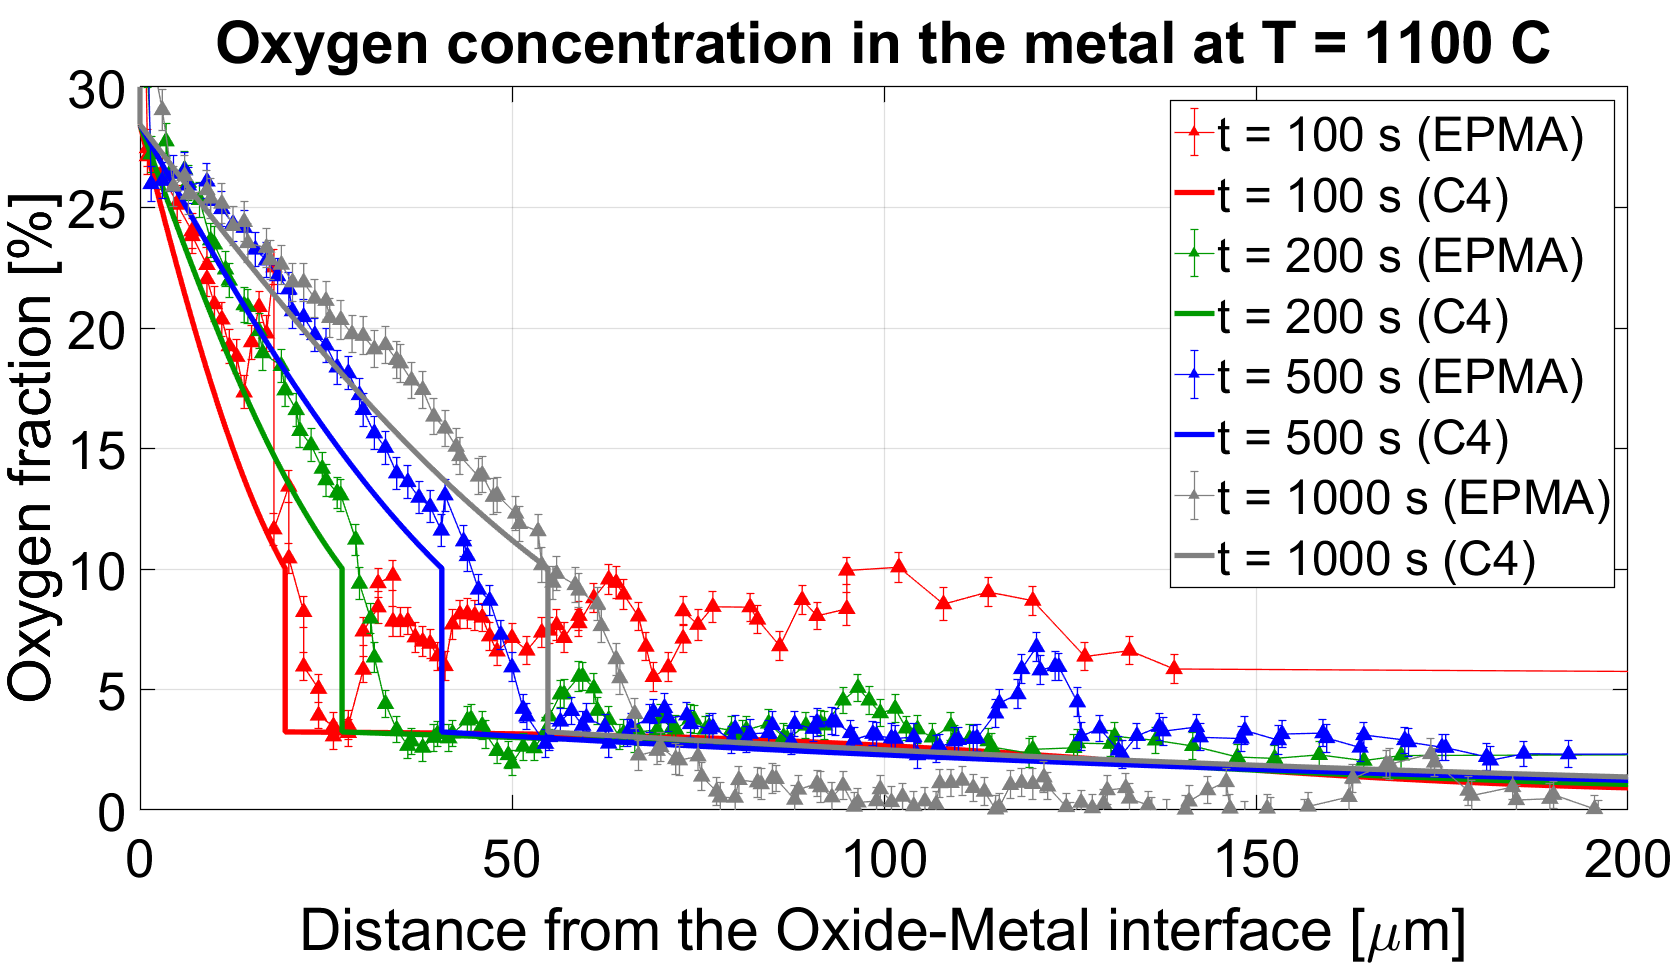 Oxygen concentration in the metal at T = 1100 C
Oxygen fraction [%]
30
25
20
15
10
5
0
0 50 100 150 200
Distance from the Oxide-Metal interface [μm]
t = 100 s (EPMA)
t = 100 s (C4)
t = 200 s (EPMA)
t = 200 s (C4)
t = 500 s (EPMA)
t = 500 s (C4)
t = 1000 s (EPMA)
t = 1000 s (C4)